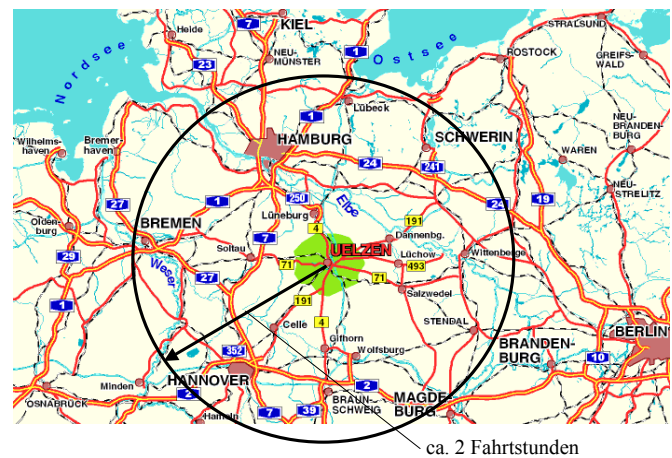 Nordsee
Ostsee
KIEL
7
1
Heide
NEU-
MÜNSTER
23
STRALSUND
ROSTOCK
GREIFS-
WALD
Lübeck
1
Wilhelms-
haven
Bremer-
haven
HAMBURG
SCHWERIN
24
241
WAREN
NEU-
BRANDEN-
BURG
NEU-
STRELITZ
27
1
250
Elbe
24
19
Olden-
burg
BREMEN
Lüneburg
4
191
7
Dannenbg.
UELZEN
29
Weser
Soltau
71
Lüchow
493
Wittenberge
27
71
Salzwedel
1
191
Celle
4
STENDAL
Gifhorn
Wolfsburg
352
BRANDEN-
BURG
BERLIN
10
Minden
HANNOVER
2
2
OSNABRÜCK
Hameln
7
39
BRAUN-
SCHWEIG
MAGDE-
BURG
ca. 2 Fahrtstunden